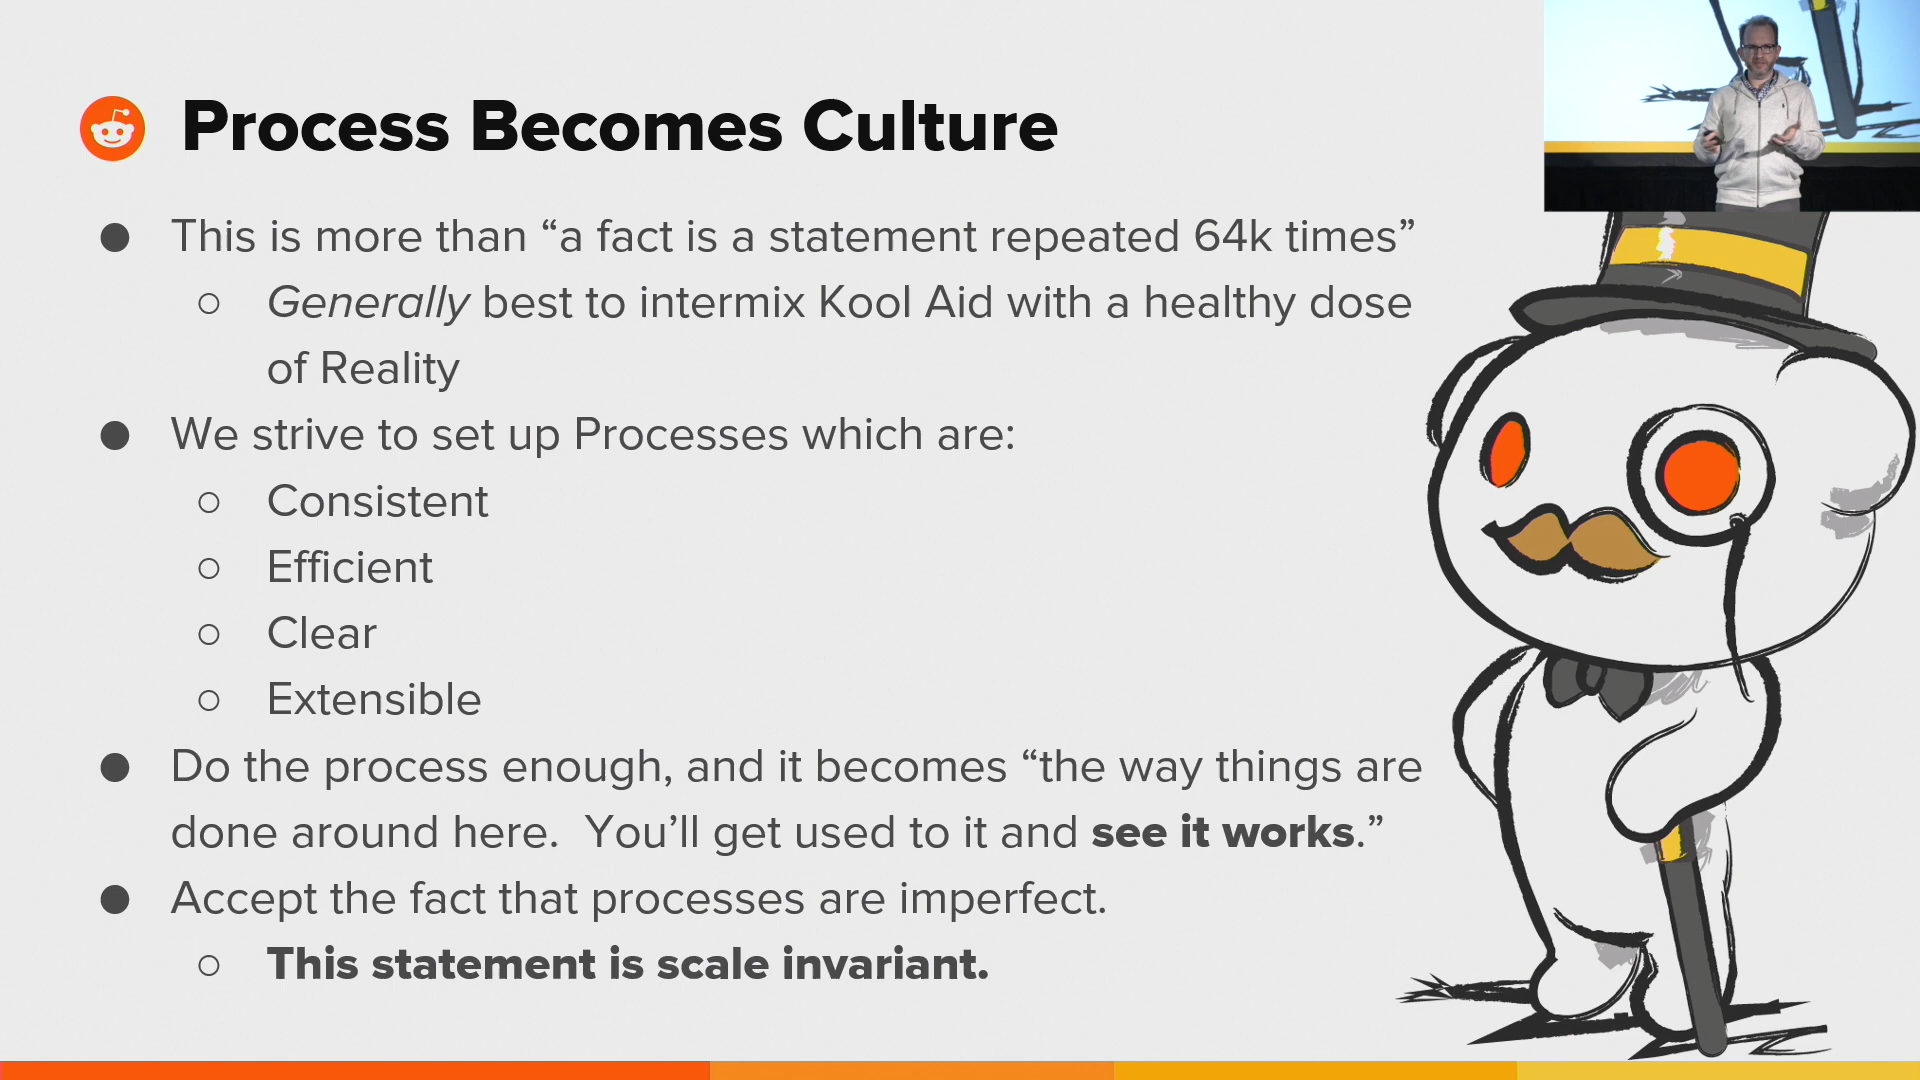 Process Becomes Culture
● This is more than “a fact is a statement repeated 64k times”
○ Generally best to intermix Kool Aid with a healthy dose
of Reality
● We strive to set up Processes which are:
○ Consistent
○ Efficient
○ Clear
○ Extensible
● Do the process enough, and it becomes “the way things are
done around here.  You’ll get used to it and see it works.”
● Accept the fact that processes are imperfect.
○ This statement is scale invariant.